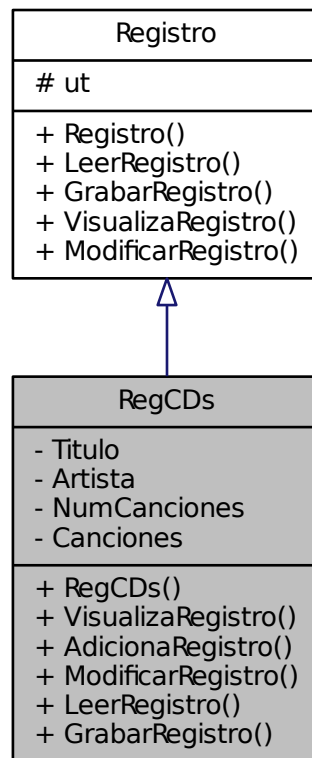 Registro
# ut
+ Registro()
+ LeerRegistro()
+ GrabarRegistro()
+ VisualizaRegistro()
+ ModificarRegistro()
RegCDs
- Titulo
- Artista
- NumCanciones
- Canciones
+ RegCDs()
+ VisualizaRegistro()
+ AdicionaRegistro()
+ ModificarRegistro()
+ LeerRegistro()
+ GrabarRegistro()